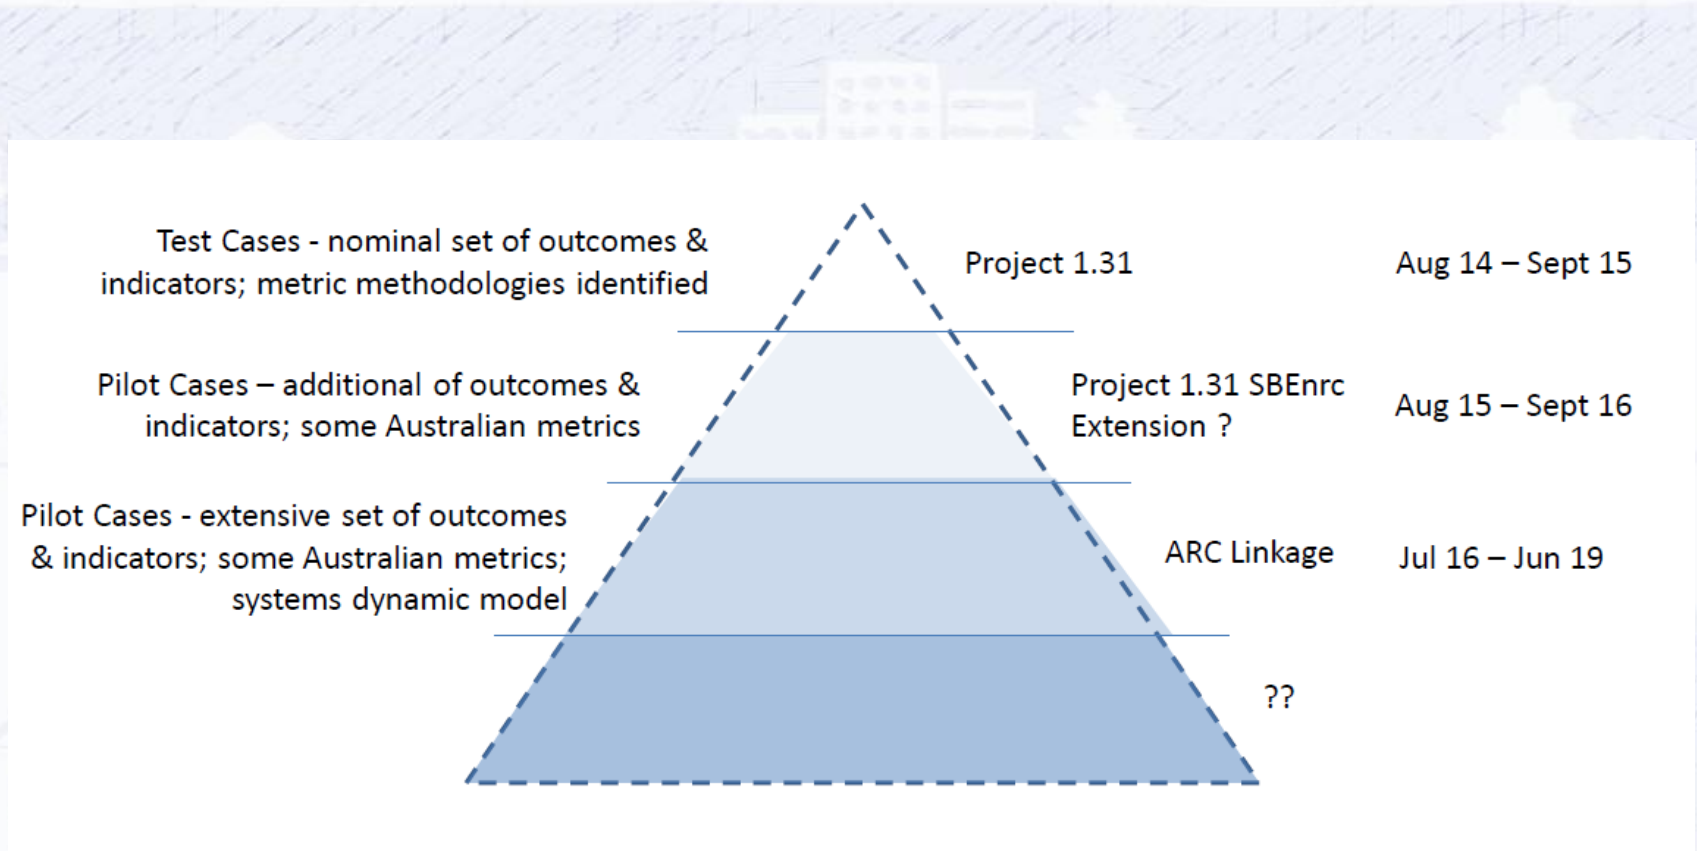 Test Cases - nominal set of outcomes &
indicators; metric methodologies identified
Project 1.31
Aug 14 – Sept 15
Pilot Cases – additional of outcomes &
indicators; some Australian metrics
Project 1.31 SBEnrc
Extension ?
Aug 15 – Sept 16
Pilot Cases - extensive set of outcomes
& indicators; some Australian metrics;
systems dynamic model
ARC Linkage
Jul 16 – Jun 19
??